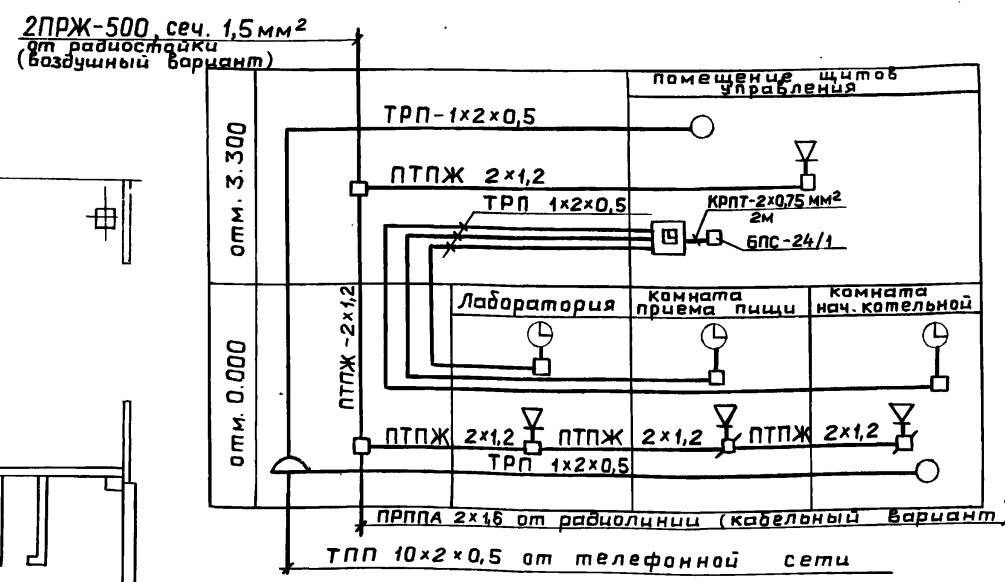 2ПРЖ-500, сеч. 1,5мм²
от радиостойки
(воздушный вариант)
помещение щитов
управления
отм. 3.300
ТРП-1×2×0,5
ПТПЖ 2×1,2
ТРП 1×2×0,5
КРПТ-2×0,75 мм²
2м
БПС-24/1
отм. 0.000
ПТПЖ-2×1,2
Лаборатория
комната
приема пищи
комната
нач. котельной
ПТПЖ 2×1,2 ПТПЖ 2×1,2 ПТПЖ 2×1,2
ТРП 1×2×0,5
ПРППА 2×1,6 от радиолинии (кабельный вариант)
ТПП 10×2×0,5 от телефонной сети